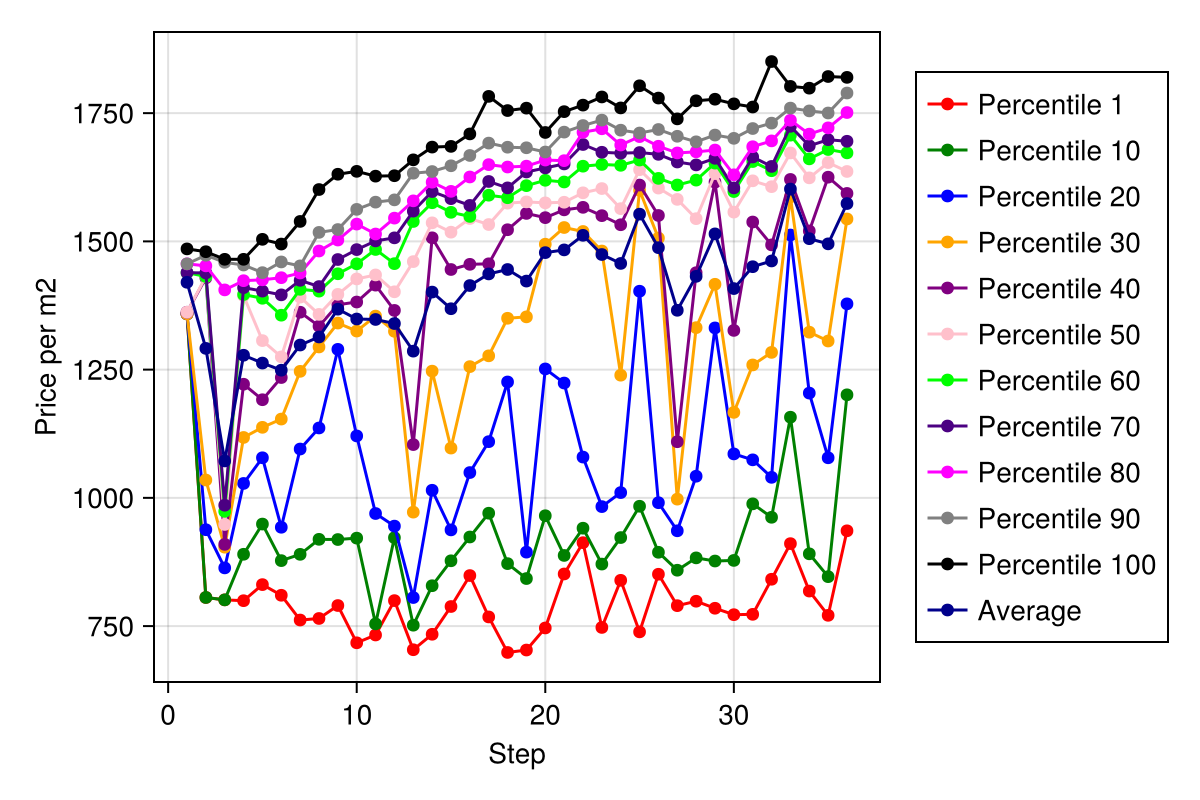 1750
1500
1250
1000
750
Price per m2
0 10 20 30
Step
Percentile 1
Percentile 10
Percentile 20
Percentile 30
Percentile 40
Percentile 50
Percentile 60
Percentile 70
Percentile 80
Percentile 90
Percentile 100
Average